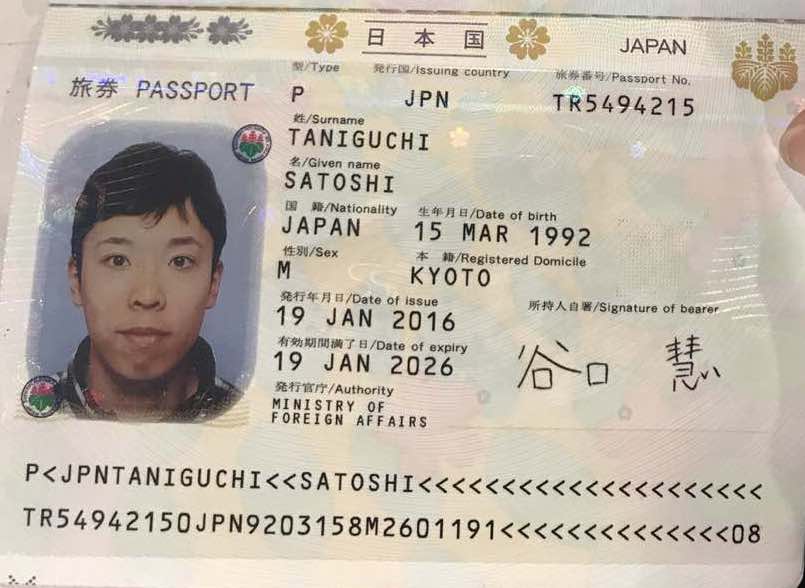 日本国 JAPAN
旅券 PASSPORT
型/Type 発行国/Issuing country 旅券番号/Passport No.
P JPN TR5494215
姓/Surname
TANIGUCHI
名/Given name
SATOSHI
国 籍/Nationality 生年月日/Date of birth
JAPAN 15 MAR 1992
性別/Sex 本 籍/Registered Domicile
M KYOTO
発行年月日/Date of issue 所持人自署/Signature of bearer
19 JAN 2016
有効期間満了日/Date of expiry
19 JAN 2026
谷口 慧
発行官庁/Authority
MINISTRY OF
FOREIGN AFFAIRS
P<JPNTANIGUCHI<<SATOSHI<<<<<<<<<<<<<<<<<<<<<
TR54942150JPN9203158M2601191<<<<<<<<<<<<<<08